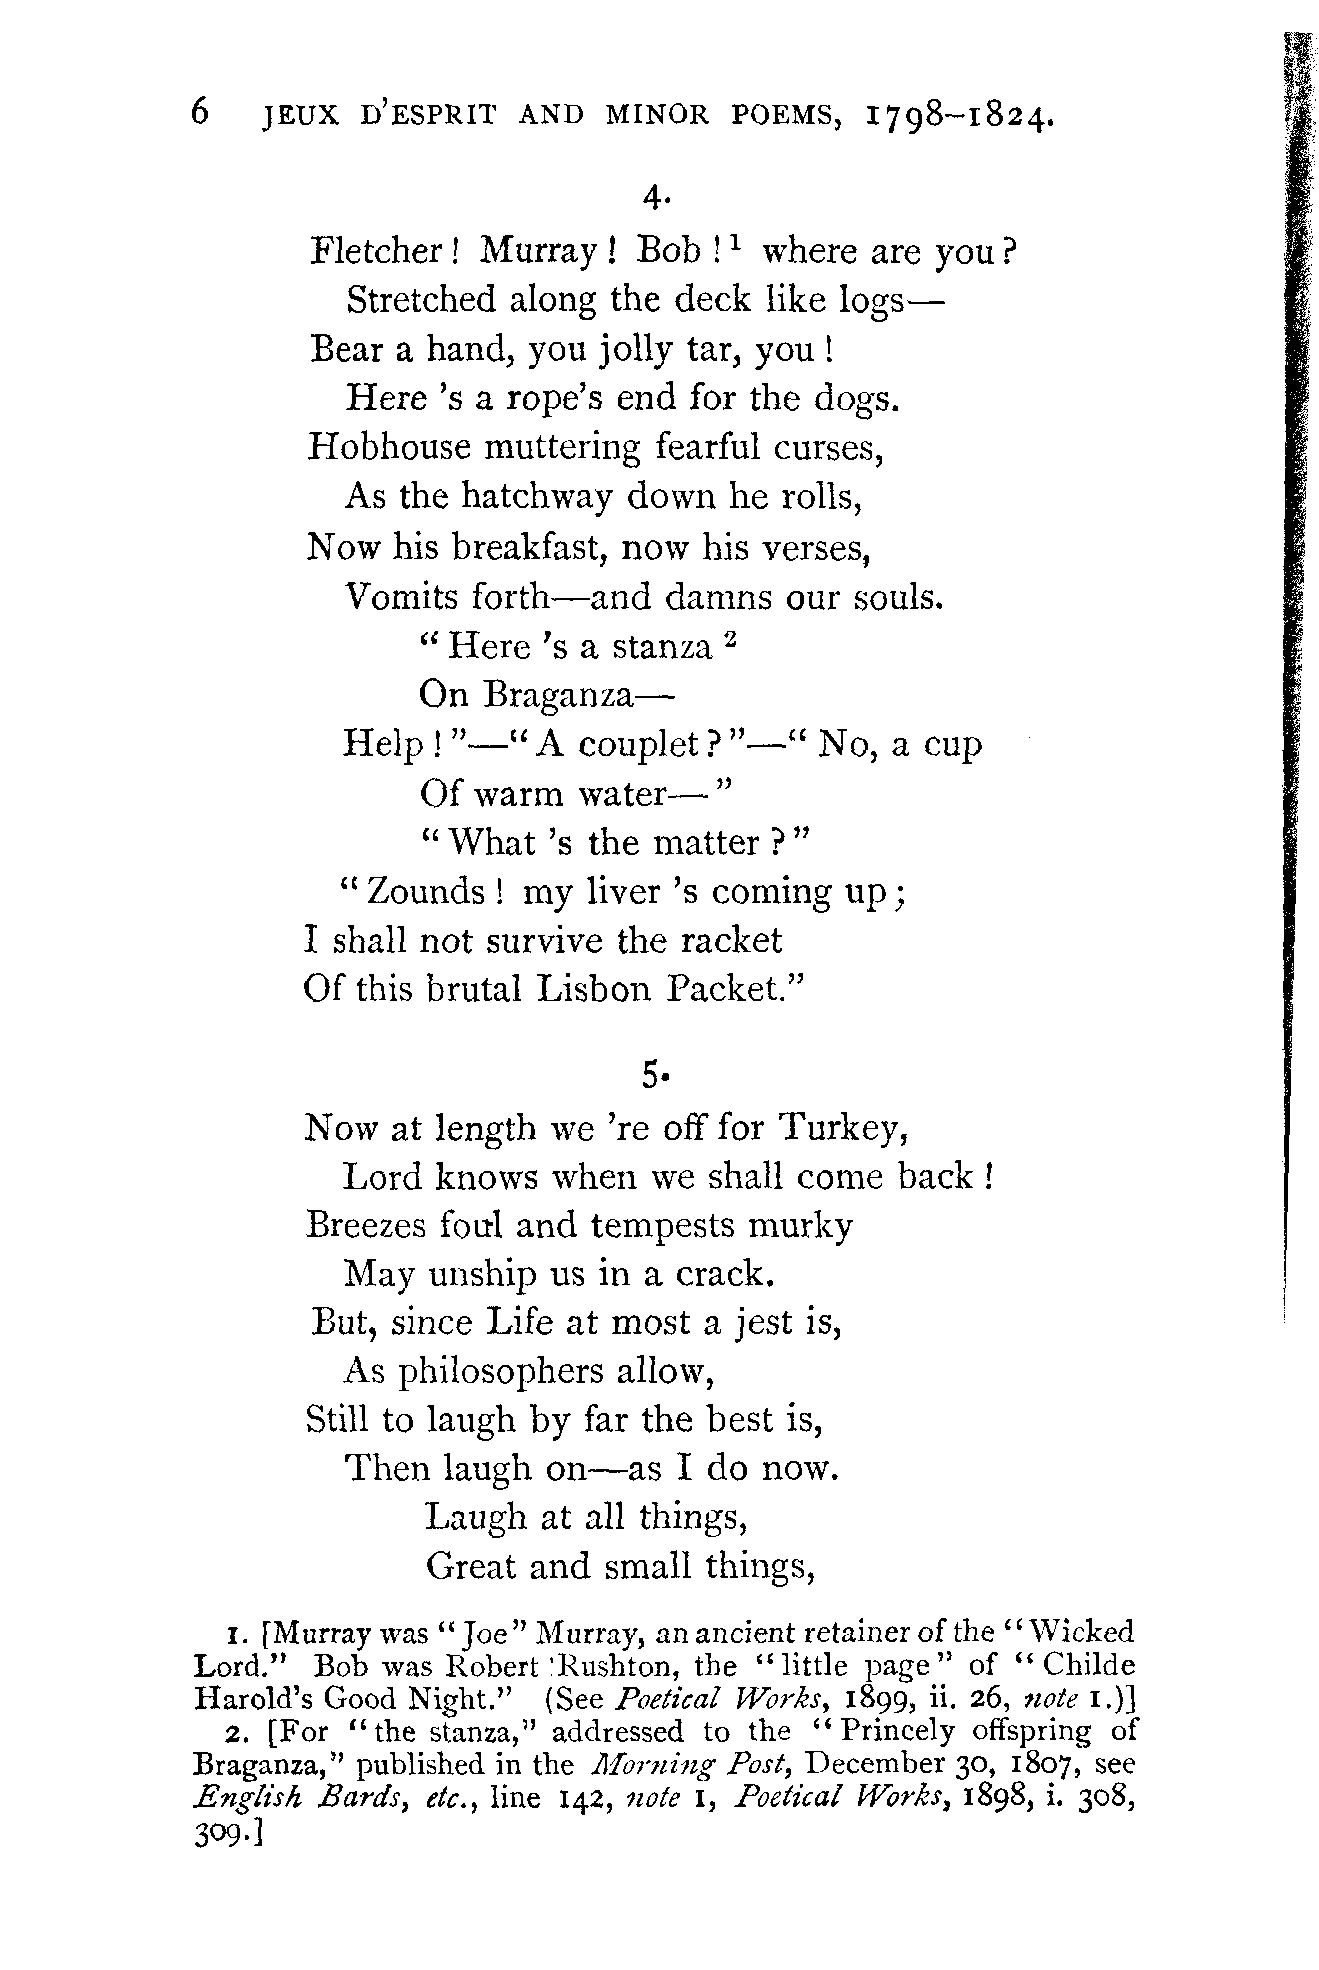 6 JEUX D'ESPRIT AND MINOR POEMS, 1798–1824.
4.
Fletcher! Murray! Bob!¹ where are you?
Stretched along the deck like logs—
Bear a hand, you jolly tar, you!
Here 's a rope's end for the dogs.
Hobhouse muttering fearful curses,
As the hatchway down he rolls,
Now his breakfast, now his verses,
Vomits forth—and damns our souls.
"Here 's a stanza²
On Braganza—
Help!"—"A couplet?"—"No, a cup
Of warm water—"
"What 's the matter?"
"Zounds! my liver 's coming up;
I shall not survive the racket
Of this brutal Lisbon Packet."
5.
Now at length we 're off for Turkey,
Lord knows when we shall come back!
Breezes foul and tempests murky
May unship us in a crack.
But, since Life at most a jest is,
As philosophers allow,
Still to laugh by far the best is,
Then laugh on—as I do now.
Laugh at all things,
Great and small things,
1. [Murray was "Joe" Murray, an ancient retainer of the "Wicked
Lord." Bob was Robert Rushton, the "little page" of "Childe
Harold's Good Night." (See Poetical Works, 1899, ii. 26, note 1.)]
2. [For "the stanza," addressed to the "Princely offspring of
Braganza," published in the Morning Post, December 30, 1807, see
English Bards, etc., line 142, note 1, Poetical Works, 1898, i. 308,
309.]